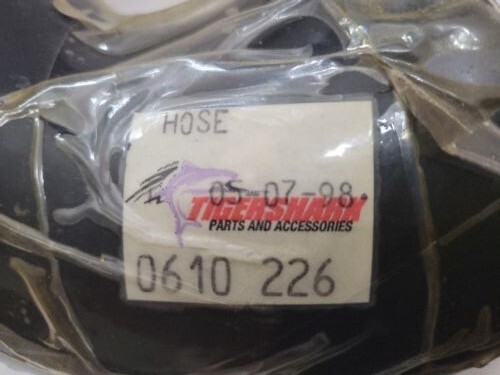 HOSE
05-07-98
TIGERSHARK
PARTS AND ACCESSORIES
0610 226